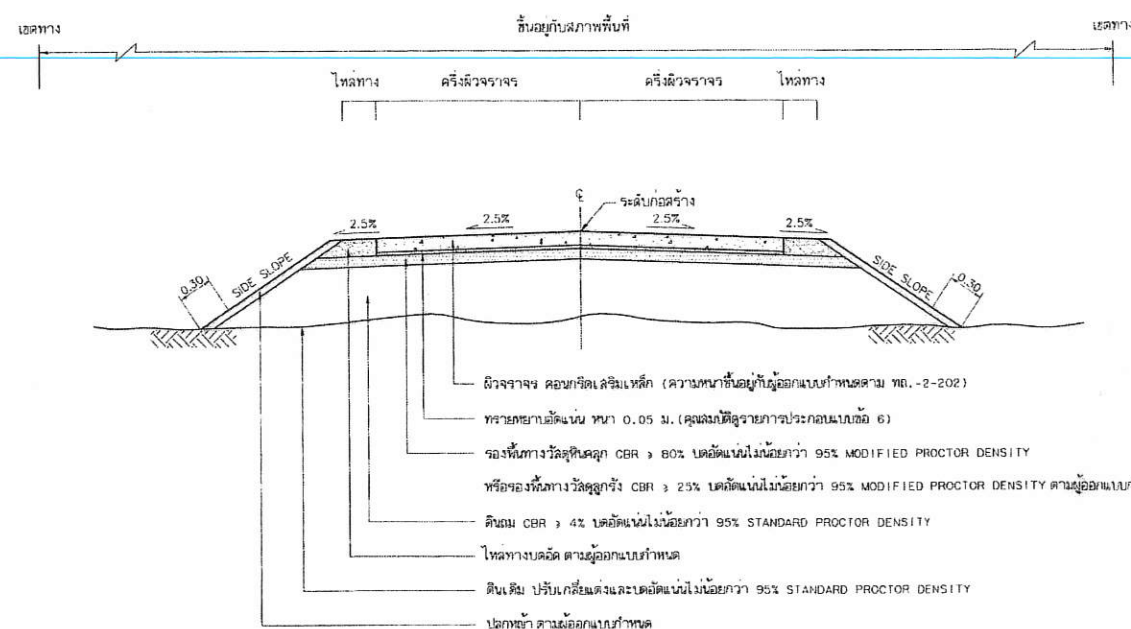 เขตทาง ขึ้นอยู่กับสภาพพื้นที่ เขตทาง
ไหล่ทาง ครึ่งผิวจราจร ครึ่งผิวจราจร ไหล่ทาง
℄ ระดับก่อสร้าง
2.5% 2.5% 2.5% 2.5%
0.30 SIDE SLOPE SIDE SLOPE 0.30
ผิวจราจร คอนกรีตเสริมเหล็ก (ความหนาขึ้นอยู่กับผู้ออกแบบกำหนดตาม ทถ.-2-202)
ทรายหยาบอัดแน่น หนา 0.05 ม.(คุณสมบัติดูรายการประกอบแบบข้อ 6)
รองพื้นทางวัสดุหินคลุก CBR ≥ 80% บดอัดแน่นไม่น้อยกว่า 95% MODIFIED PROCTOR DENSITY
หรือรองพื้นทางวัสดุลูกรัง CBR ≥ 25% บดอัดแน่นไม่น้อยกว่า 95% MODIFIED PROCTOR DENSITY ตามผู้ออกแบบ
ดินถม CBR ≥ 4% บดอัดแน่นไม่น้อยกว่า 95% STANDARD PROCTOR DENSITY
ไหล่ทางบดอัด ตามผู้ออกแบบกำหนด
ดินเดิม ปรับเกลี่ยแต่งและบดอัดแน่นไม่น้อยกว่า 95% STANDARD PROCTOR DENSITY
ปลูกหญ้า ตามผู้ออกแบบกำหนด